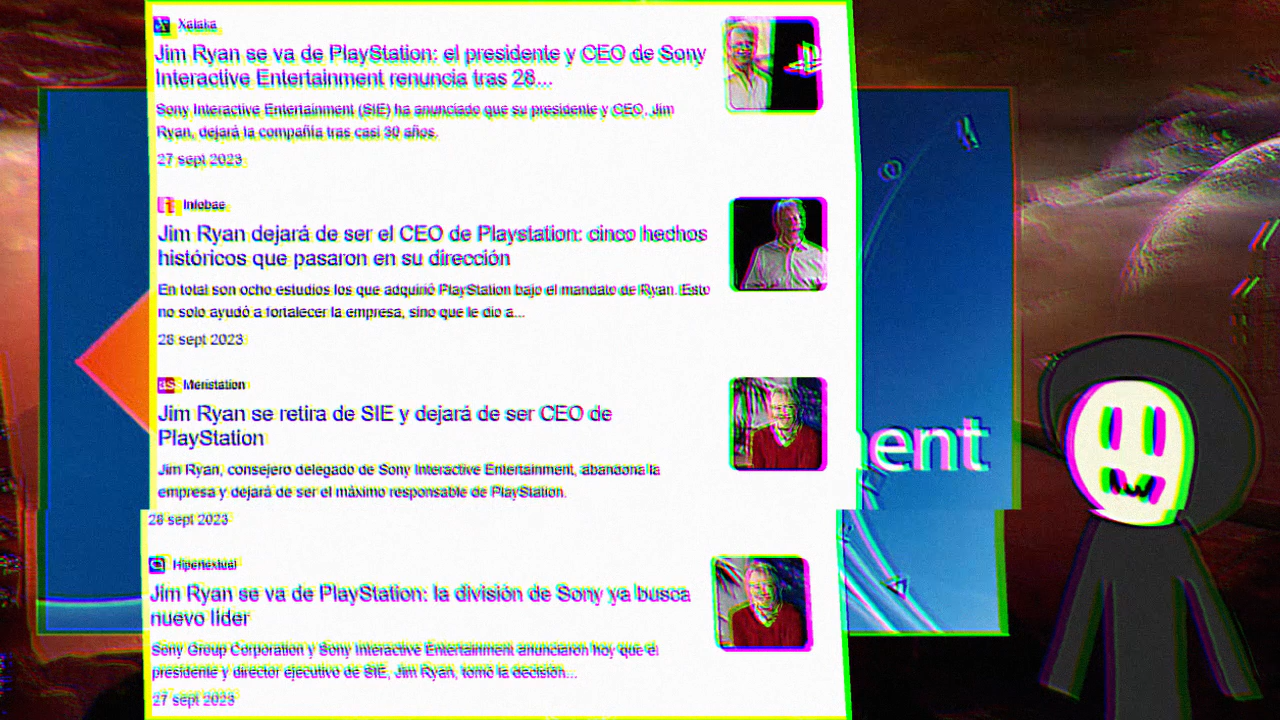 Xataka
Jim Ryan se va de PlayStation: el presidente y CEO de Sony
Interactive Entertainment renuncia tras 28...
Sony Interactive Entertainment (SIE) ha anunciado que su presidente y CEO, Jim
Ryan, dejará la compañía tras casi 30 años.
27 sept 2023
Infobae
Jim Ryan dejará de ser el CEO de Playstation: cinco hechos
históricos que pasaron en su dirección
En total son ocho estudios los que adquirió PlayStation bajo el mandato de Ryan. Esto
no solo ayudó a fortalecer la empresa, sino que le dio a...
28 sept 2023
as Meristation
Jim Ryan se retira de SIE y dejará de ser CEO de
PlayStation
Jim Ryan, consejero delegado de Sony Interactive Entertainment, abandona la
empresa y dejará de ser el máximo responsable de PlayStation.
28 sept 2023
ment
Hipertextual
Jim Ryan se va de PlayStation: la división de Sony ya busca
nuevo líder
Sony Group Corporation y Sony Interactive Entertainment anunciaron hoy que el
presidente y director ejecutivo de SIE, Jim Ryan, tomó la decisión...
27 sept 2023